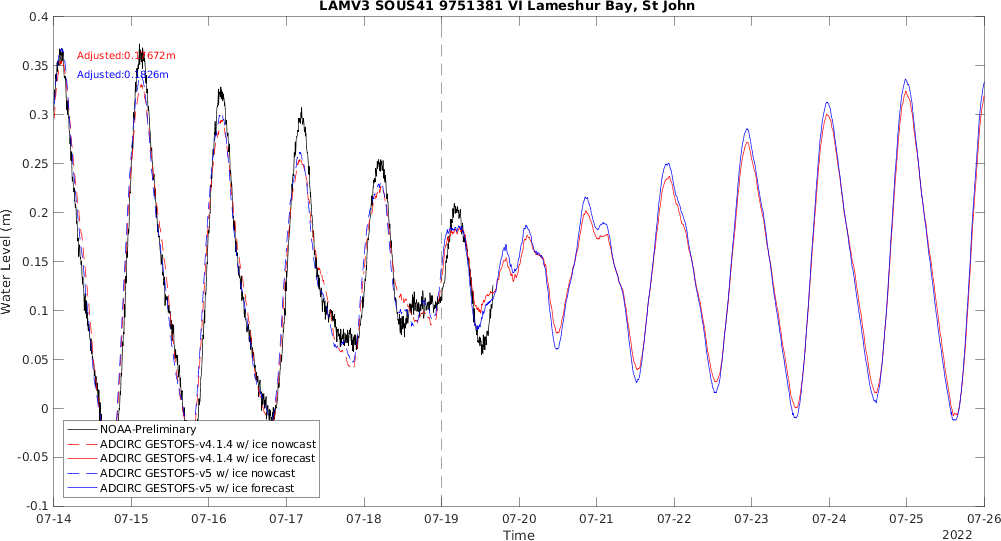 LAMV3 SOUS41 9751381 VI Lameshur Bay, St John
0.4
0.35
0.3
0.25
0.2
0.15
0.1
0.05
0
-0.05
-0.1
Water Level (m)
Adjusted:0.17672m
NOAA-Preliminary
ADCIRC GESTOFS-v4.1.4 w/ ice nowcast
ADCIRC GESTOFS-v4.1.4 w/ ice forecast
ADCIRC GESTOFS-v5 w/ ice nowcast
ADCIRC GESTOFS-v5 w/ ice forecast
07-14 07-15 07-16 07-17 07-18 07-19 07-20 07-21 07-22 07-23 07-24 07-25 07-26
Time
2022